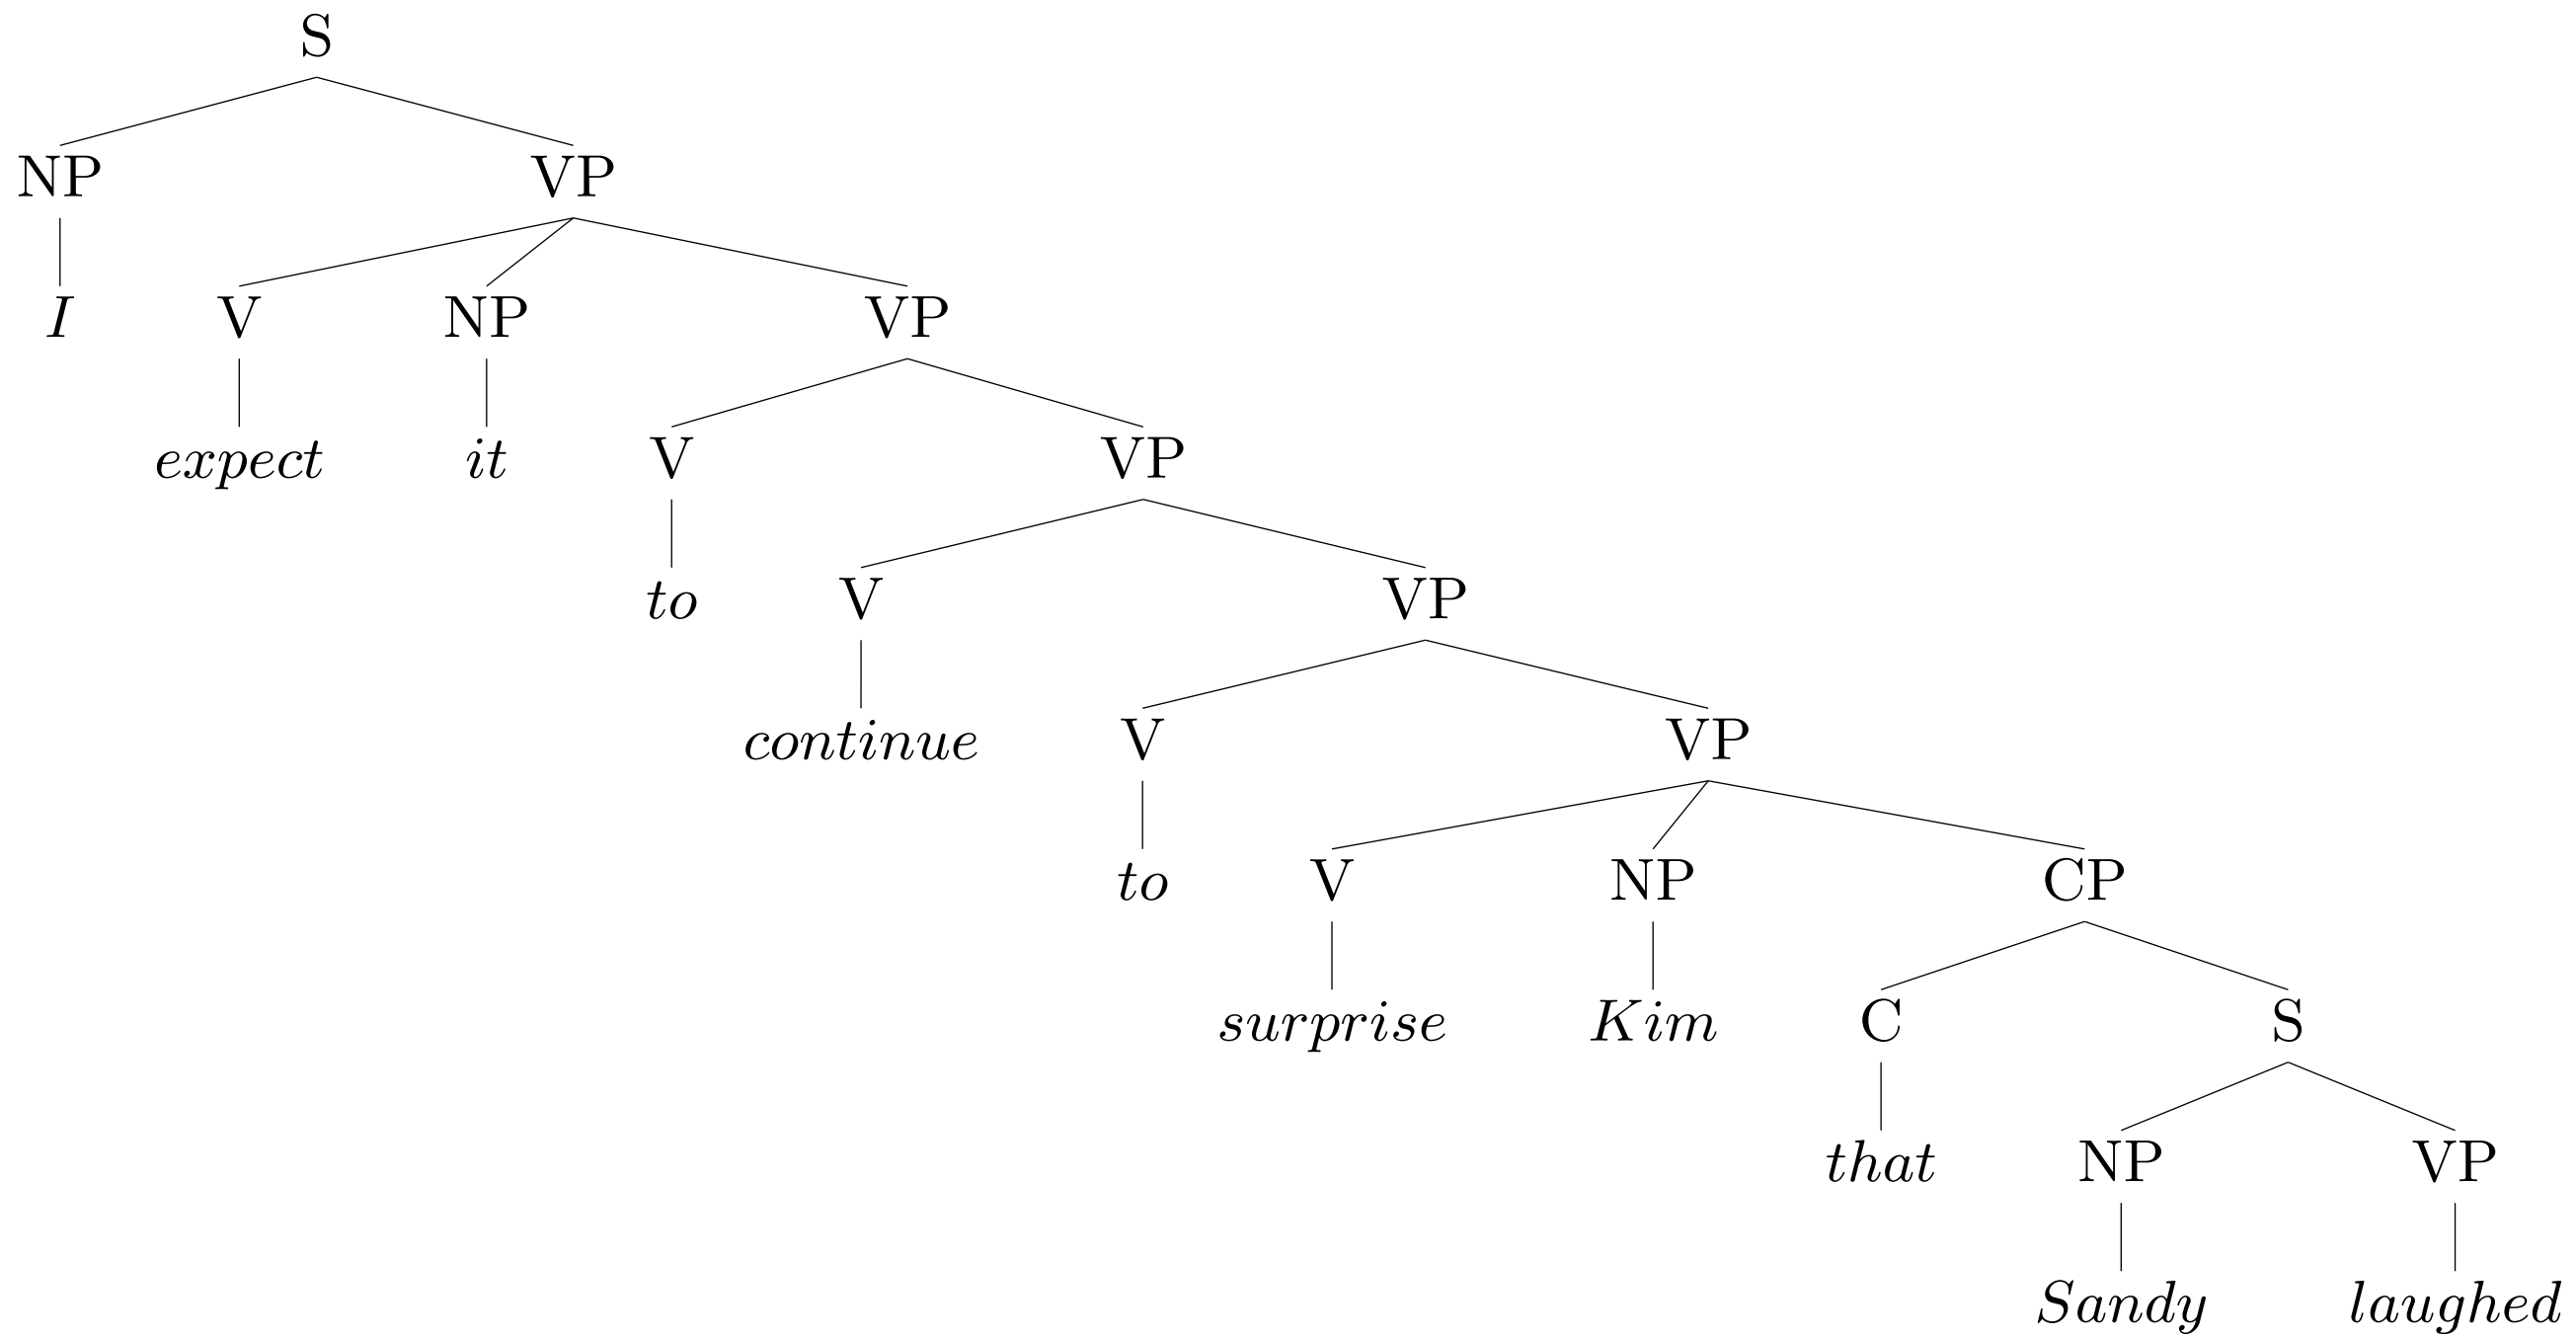 S
NP VP
I V NP VP
expect it V VP
to V VP
continue V VP
to V NP CP
surprise Kim C S
that NP VP
Sandy laughed